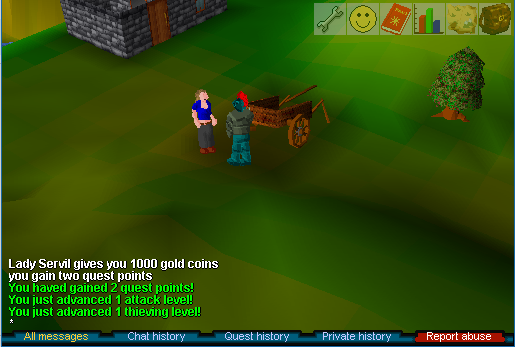 Lady Servil gives you 1000 gold coins
you gain two quest points
You haved gained 2 quest points!
You just advanced 1 attack level!
You just advanced 1 thieving level!
*
All messages Chat history Quest history Private history Report abuse